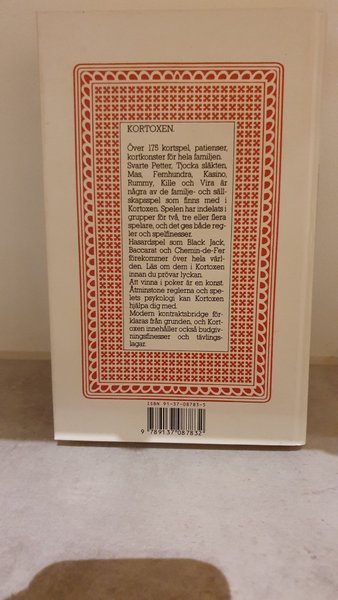 KORTOXEN.
Över 175 kortspel, patienser,
kortkonster för hela familjen.
Svarte Petter, Tjocka släkten,
Mas, Femhundra, Kasino,
Rummy, Kille och Vira är
några av de familje- och säll-
skapsspel som finns med i
Kortoxen. Spelen har indelats i
grupper för två, tre eller fiera
spelare, och det ges både reg-
ler och spelfinesser.
Hasardspel som Black Jack,
Baccarat och Chemin-de-Fer
förekommer över hela värl-
den. Läs om dem i Kortoxen
innan du prövar lyckan.
Att vinna i poker är en konst.
Åtminstone reglerna och spe-
lets psykologi kan Kortoxen
hjälpa dig med.
Modern kontraktsbridge för-
klaras från grunden, och Kort-
oxen innehåller också budgiv-
ningsfinesser och tävlings-
lagar.
ISBN 91-37-08783-5
9 789137 087832